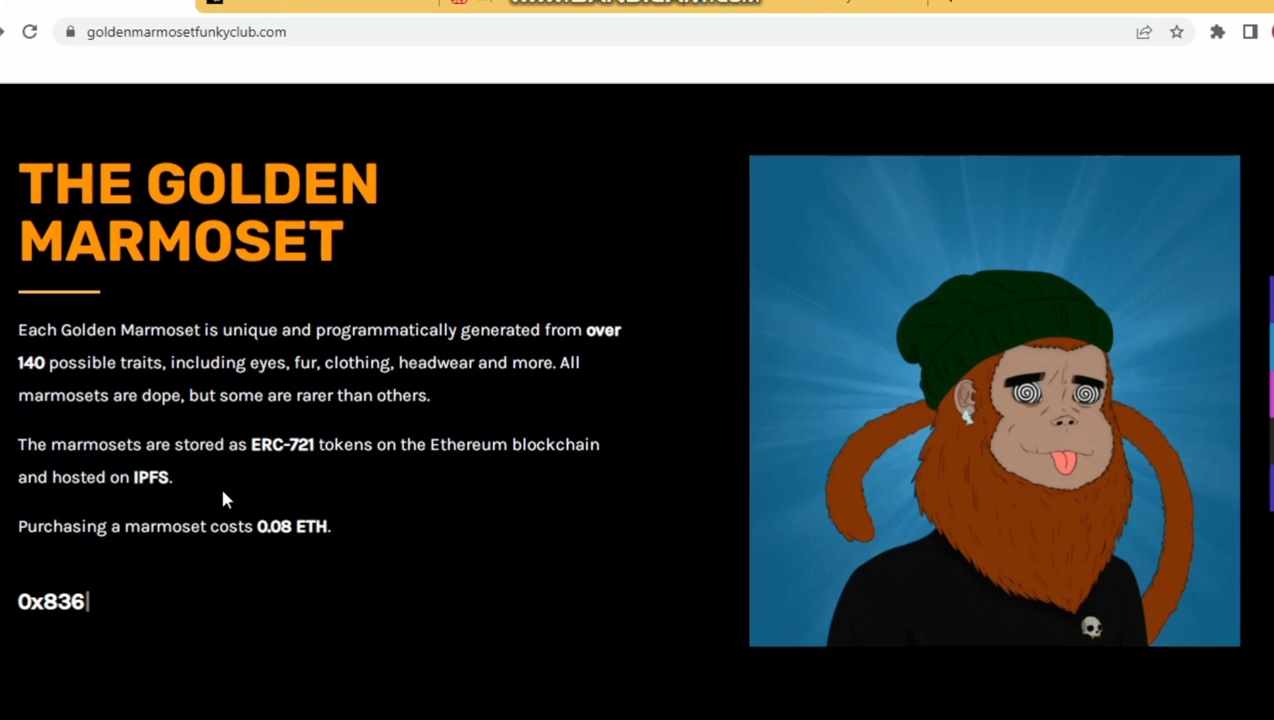 goldenmarmosetfunkyclub.com
THE GOLDEN
MARMOSET
Each Golden Marmoset is unique and programmatically generated from over
140 possible traits, including eyes, fur, clothing, headwear and more. All
marmosets are dope, but some are rarer than others.
The marmosets are stored as ERC-721 tokens on the Ethereum blockchain
and hosted on IPFS.
Purchasing a marmoset costs 0.08 ETH.
0x836